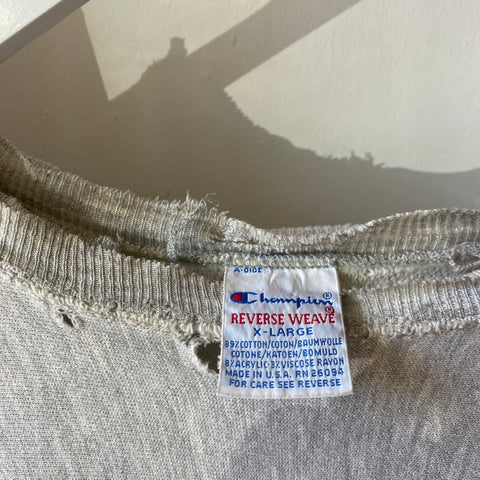 A-0101
Champion®
REVERSE WEAVE®
X-LARGE
89%COTTON/COTON/BAUMWOLLE
COTONE/KATOEN/BOMULD
8%ACRYLIC-3%VISCOSE RAYON
MADE IN U.S.A. RN 26094
FOR CARE SEE REVERSE